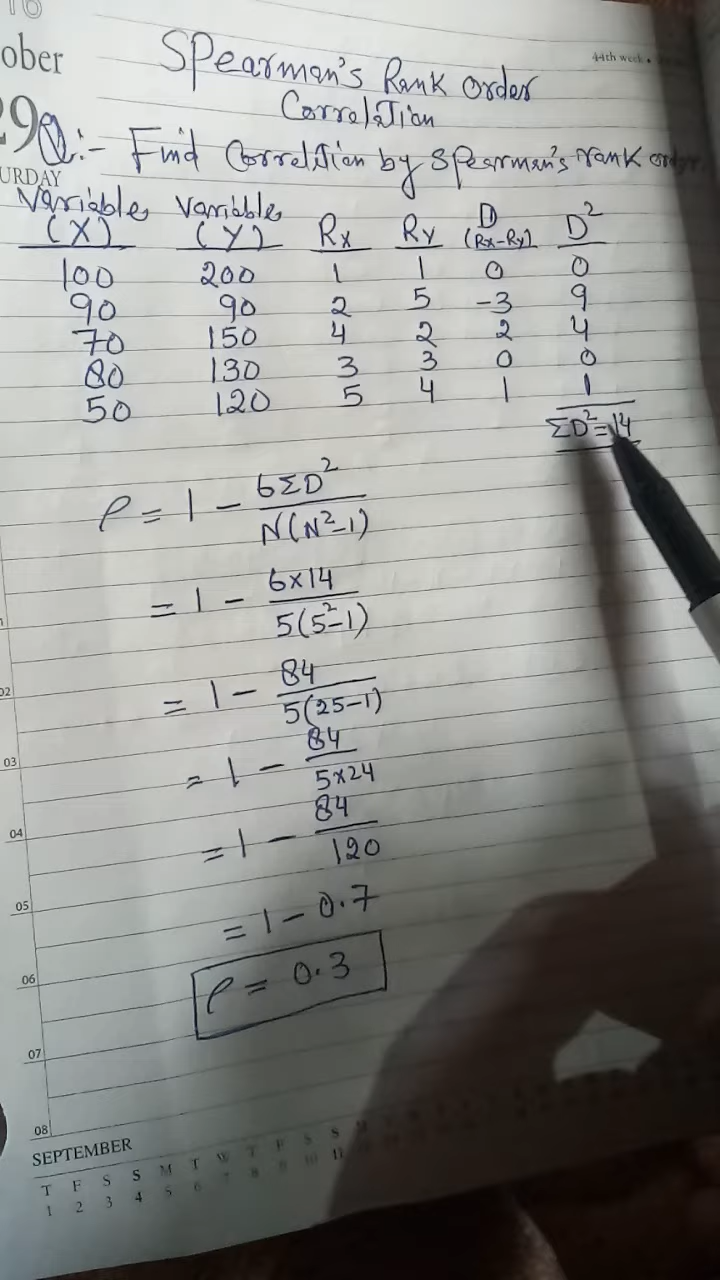 16
ober
Spearman's Rank Order
44th week •
Correlation
29
Q:- Find Correlation by Spearman's rank order
URDAY
Variables Variables D D²
(X) (Y) Rx Ry (Rx-Ry)
100 200 1 1 0 0
90 90 2 5 -3 9
70 150 4 2 2 4
80 130 3 3 0 0
50 120 5 4 1 1
ΣD²=14
ρ = 1 - 6ΣD² / N(N²-1)
= 1 - 6×14 / 5(5²-1)
= 1 - 84 / 5(25-1)
02
= 1 - 84 / 5×24
03
= 1 - 84 / 120
04
= 1 - 0.7
05
ρ = 0.3
06
07
08
SEPTEMBER
T F S S M T W T F S S
1 2 3 4 5 6 7 8 9 10 11